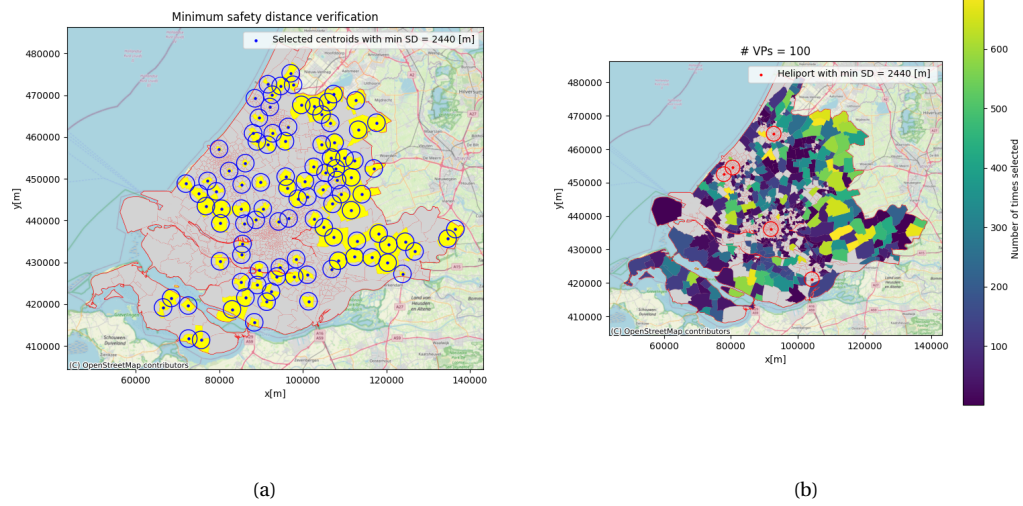 Minimum safety distance verification
Selected centroids with min SD = 2440 [m]
480000
470000
460000
450000
440000
430000
420000
410000
y[m]
(C) OpenStreetMap contributors
60000
80000
100000
120000
140000
x[m]
(a)
# VPs = 100
Heliport with min SD = 2440 [m]
480000
470000
460000
450000
440000
430000
420000
410000
y[m]
(C) OpenStreetMap contributors
60000
80000
100000
120000
140000
x[m]
(b)
600
500
400
300
200
100
Number of times selected